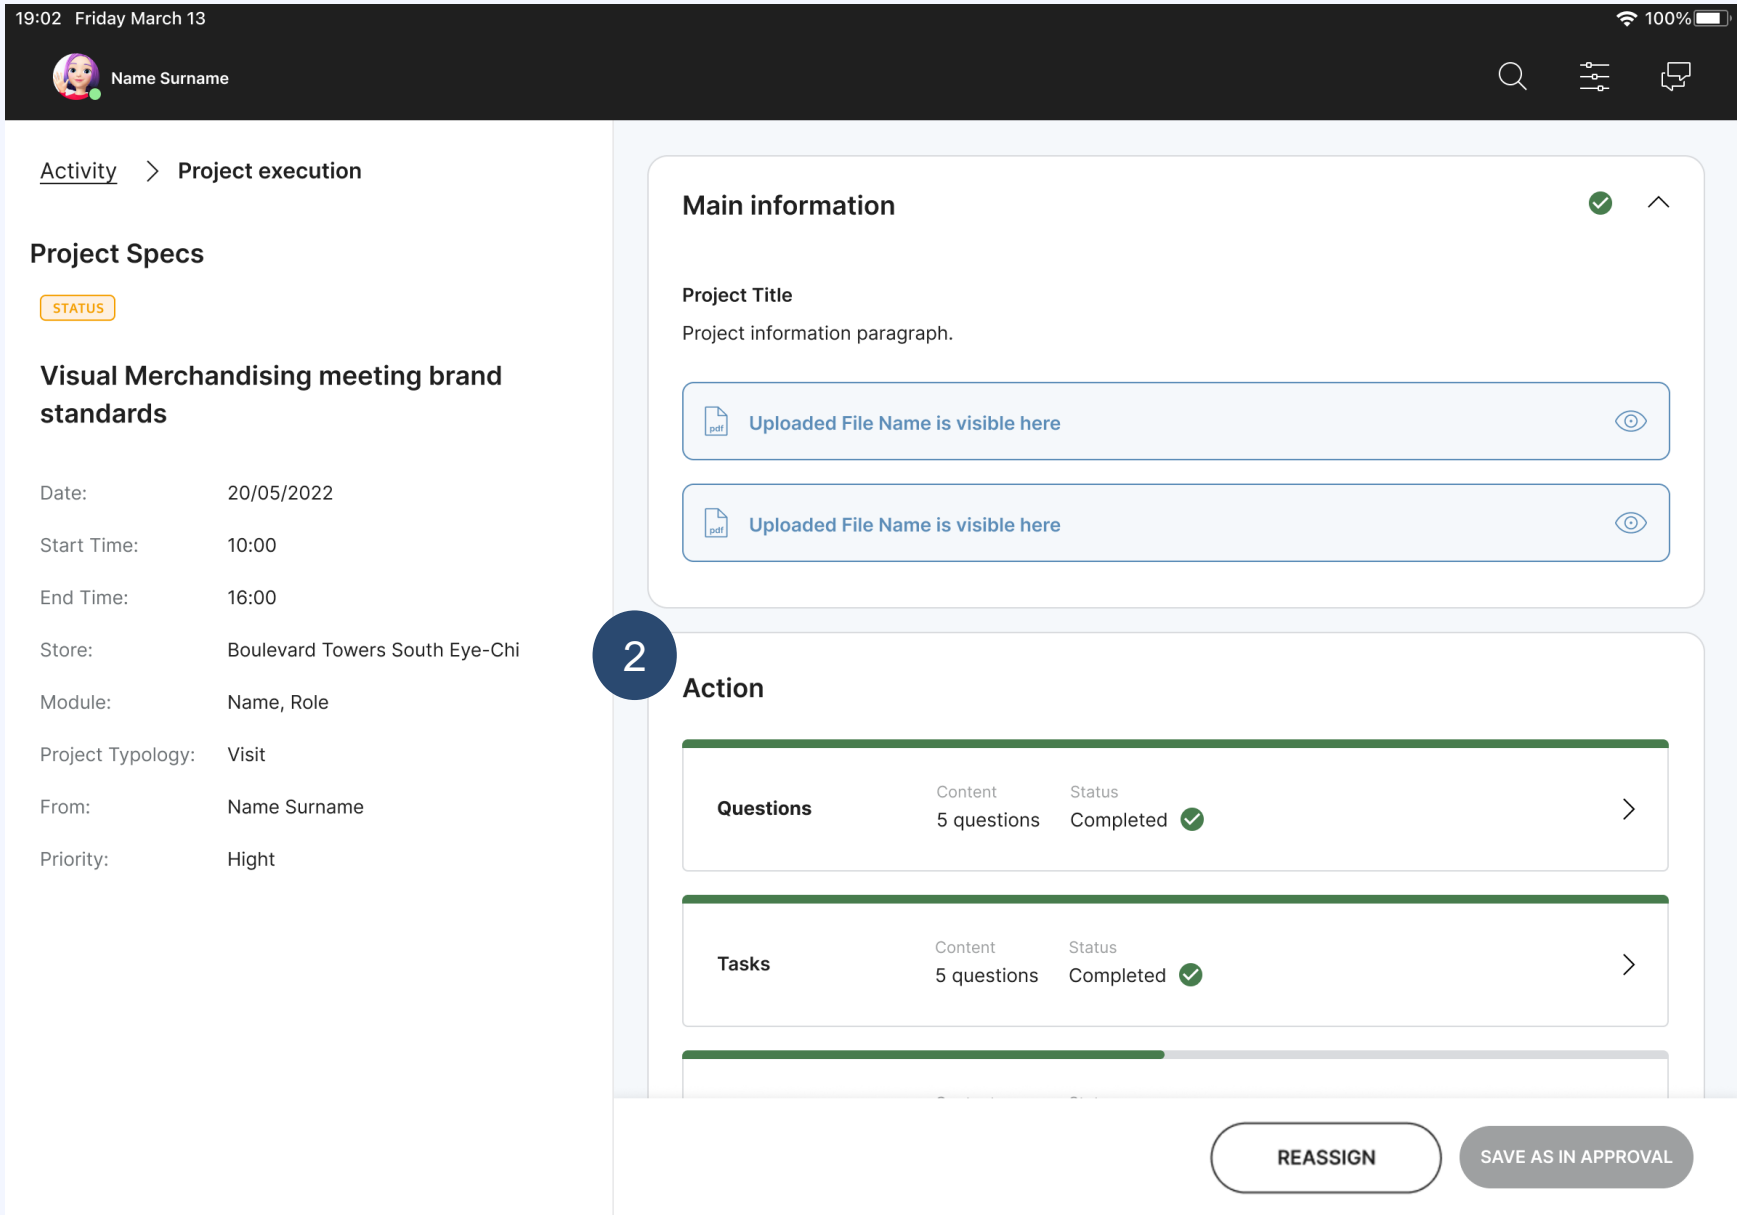 19:02 Friday March 13
100%
Name Surname
Activity > Project execution
Project Specs
STATUS
Visual Merchandising meeting brand
standards
Date: 20/05/2022
Start Time: 10:00
End Time: 16:00
Store: Boulevard Towers South Eye-Chi
Module: Name, Role
Project Typology: Visit
From: Name Surname
Priority: Hight
Main information
Project Title
Project information paragraph.
pdf Uploaded File Name is visible here
pdf Uploaded File Name is visible here
2
Action
Content Status
Questions 5 questions Completed
Content Status
Tasks 5 questions Completed
REASSIGN
SAVE AS IN APPROVAL